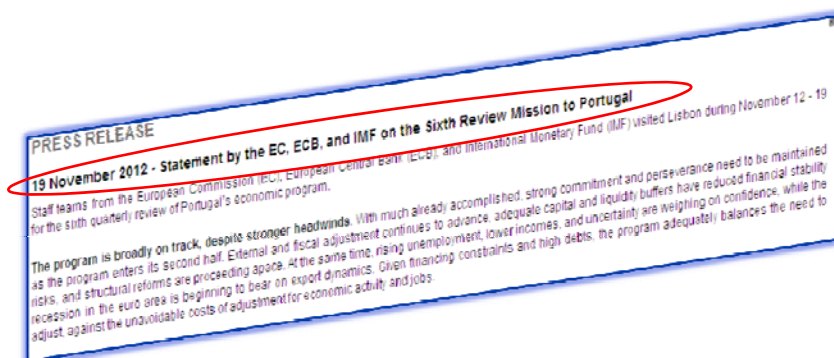 PRESS RELEASE
19 November 2012 - Statement by the EC, ECB, and IMF on the Sixth Review Mission to Portugal
Staff teams from the European Commission (EC), European Central Bank (ECB), and International Monetary Fund (IMF) visited Lisbon during November 12 - 19
for the sixth quarterly review of Portugal's economic program.
The program is broadly on track, despite stronger headwinds. With much already accomplished, strong commitment and perseverance need to be maintained
as the program enters its second half. External and fiscal adjustment continues to advance, adequate capital and liquidity buffers have reduced financial stability
risks, and structural reforms are proceeding apace. At the same time, rising unemployment, lower incomes, and uncertainty are weighing on confidence, while the
recession in the euro area is beginning to bear on export dynamics. Given financing constraints and high debts, the program adequately balances the need to
adjust, against the unavoidable costs of adjustment for economic activity and jobs.